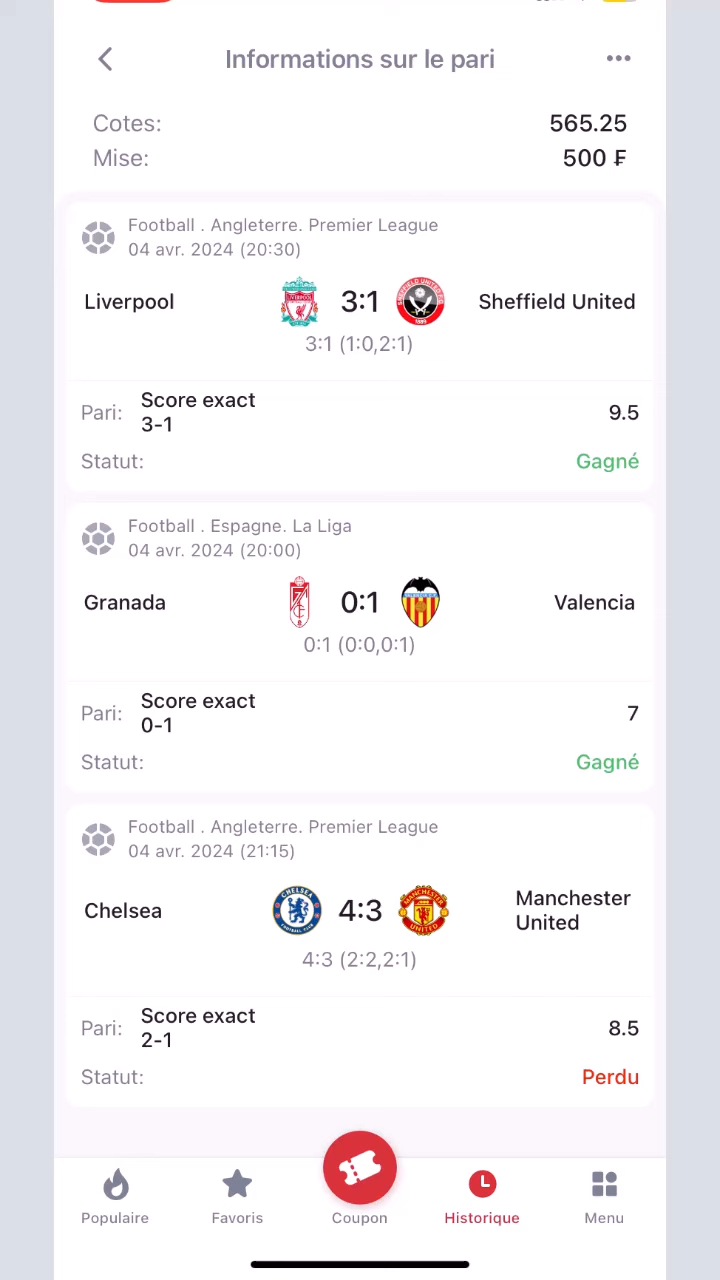 Informations sur le pari
Cotes: 565.25
Mise: 500 ₣
Football . Angleterre. Premier League
04 avr. 2024 (20:30)
Liverpool 3:1 Sheffield United
3:1 (1:0,2:1)
Pari: Score exact 9.5
3-1
Statut: Gagné
Football . Espagne. La Liga
04 avr. 2024 (20:00)
Granada 0:1 Valencia
0:1 (0:0,0:1)
Pari: Score exact 7
0-1
Statut: Gagné
Football . Angleterre. Premier League
04 avr. 2024 (21:15)
Chelsea 4:3 Manchester United
4:3 (2:2,2:1)
Pari: Score exact 8.5
2-1
Statut: Perdu
Populaire Favoris Coupon Historique Menu